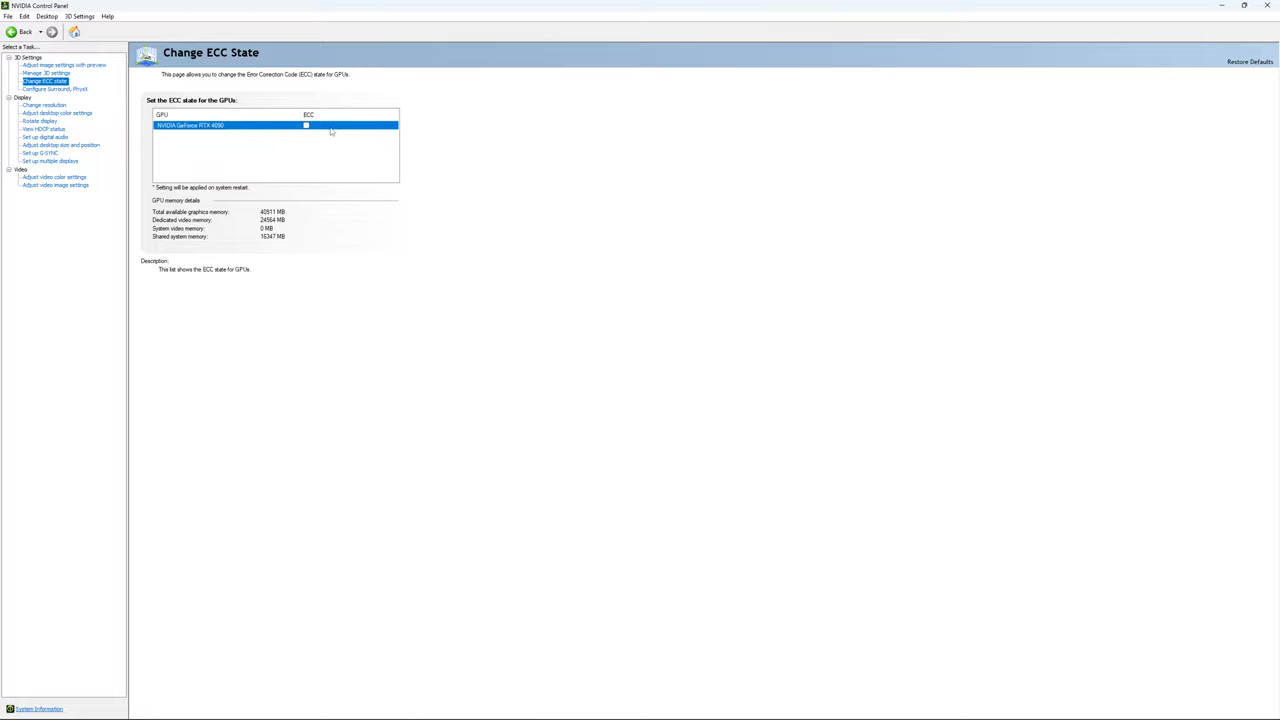 NVIDIA Control Panel
File Edit Desktop 3D Settings Help
Back
Select a Task...
3D Settings
Adjust image settings with preview
Manage 3D settings
Change ECC state
Configure Surround, PhysX
Display
Change resolution
Adjust desktop color settings
Rotate display
View HDCP status
Set up digital audio
Adjust desktop size and position
Set up G-SYNC
Set up multiple displays
Video
Adjust video color settings
Adjust video image settings
System Information
Change ECC State
Restore Defaults
This page allows you to change the Error Correction Code (ECC) state for GPUs.
Set the ECC state for the GPUs:
GPU ECC
NVIDIA GeForce RTX 4090
* Setting will be applied on system restart.
GPU memory details
Total available graphics memory: 40911 MB
Dedicated video memory: 24564 MB
System video memory: 0 MB
Shared system memory: 16347 MB
Description:
This list shows the ECC state for GPUs.